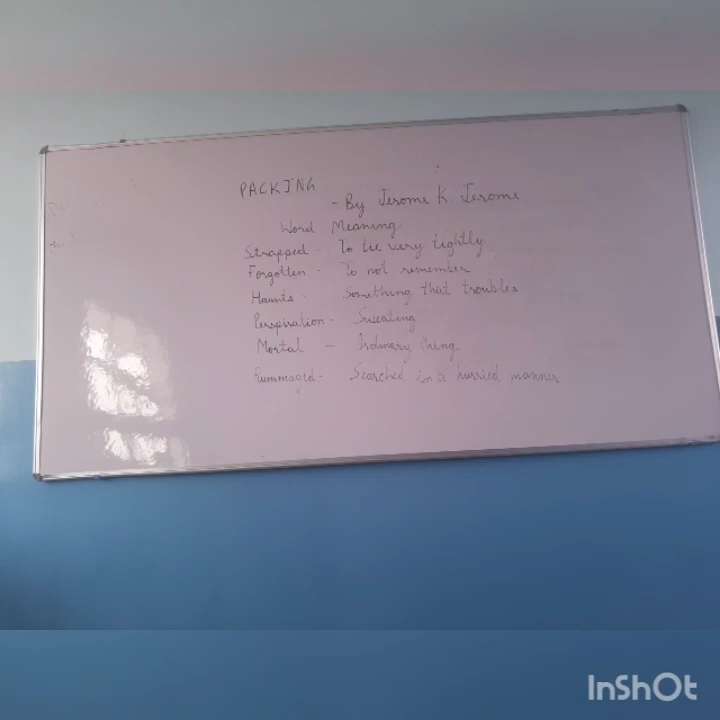 PACKING
- By Jerome K. Jerome
Word Meaning
Strapped - To tie very tightly
Forgotten - To not remember
Haunts - Something that troubles
Perspiration - Sweating
Mortal - Ordinary thing
Rummaged - Searched in a hurried manner
InShOt